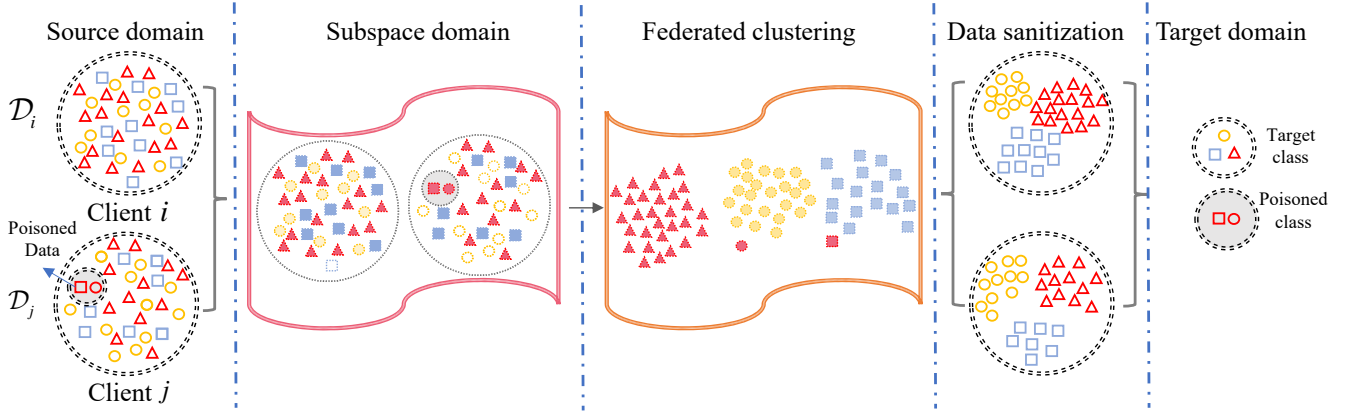 Source domain
Subspace domain
Federated clustering
Data sanitization
Target domain
𝒟ᵢ
Client i
Poisoned
Data
𝒟ⱼ
Client j
Target
class
Poisoned
class